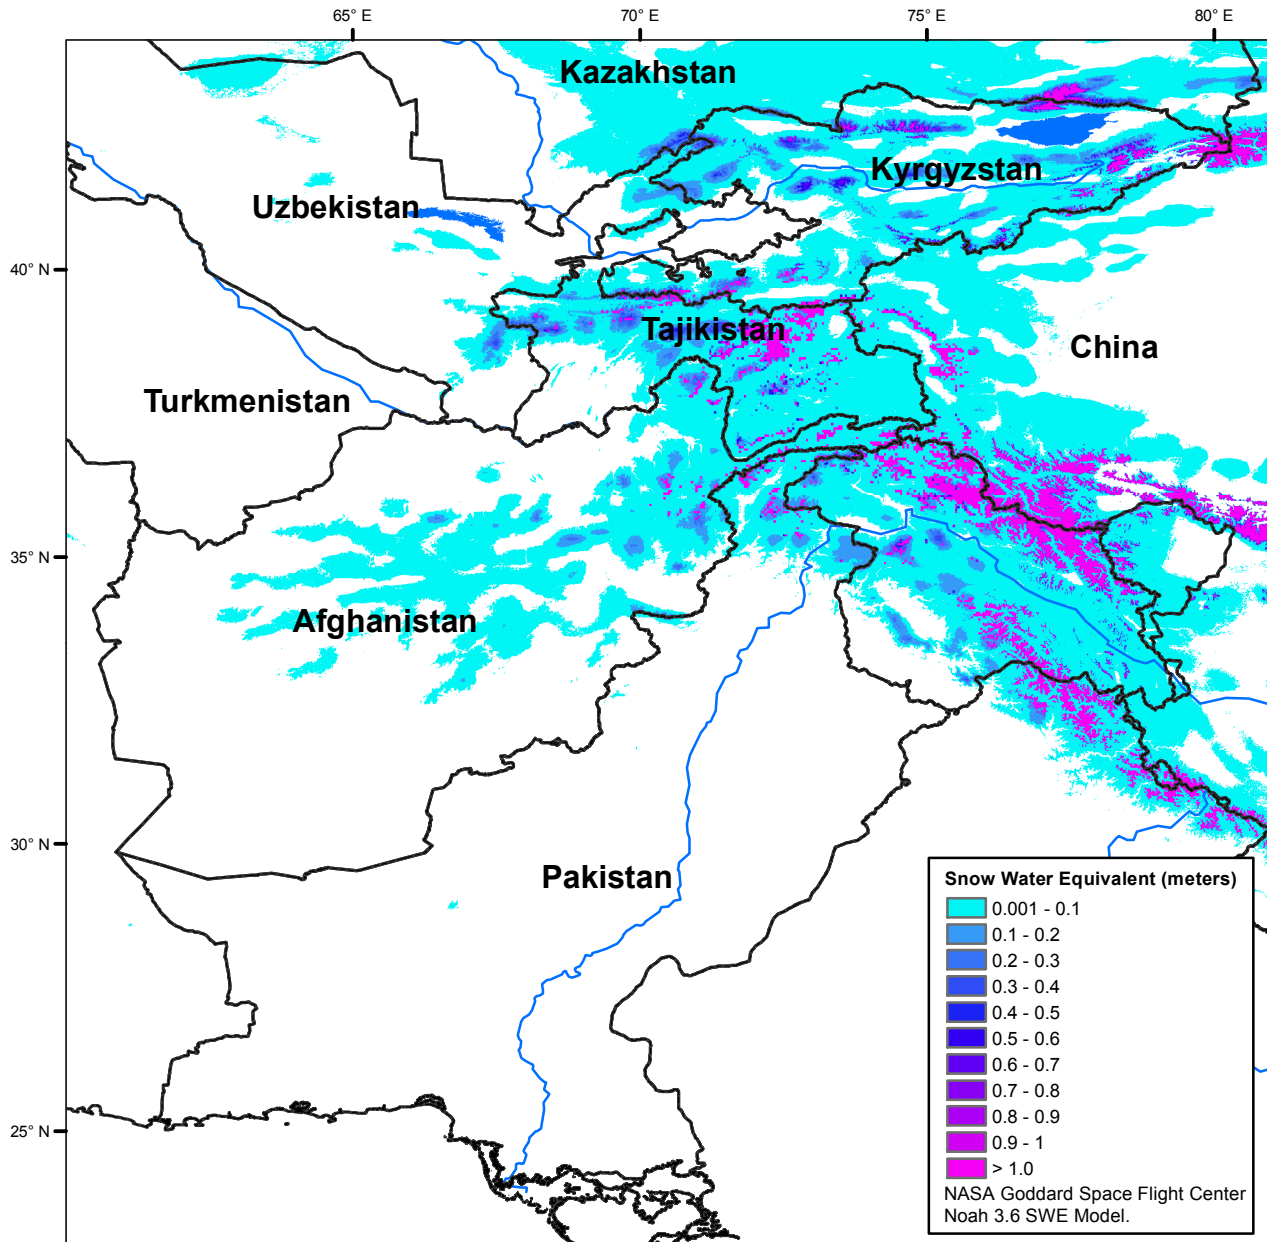 65° E
70° E
75° E
80° E
Kazakhstan
Kyrgyzstan
Uzbekistan
40° N
Tajikistan
China
Turkmenistan
35° N
Afghanistan
30° N
Pakistan
25° N
Snow Water Equivalent (meters)
0.001 - 0.1
0.1 - 0.2
0.2 - 0.3
0.3 - 0.4
0.4 - 0.5
0.5 - 0.6
0.6 - 0.7
0.7 - 0.8
0.8 - 0.9
0.9 - 1
> 1.0
NASA Goddard Space Flight Center
Noah 3.6 SWE Model.